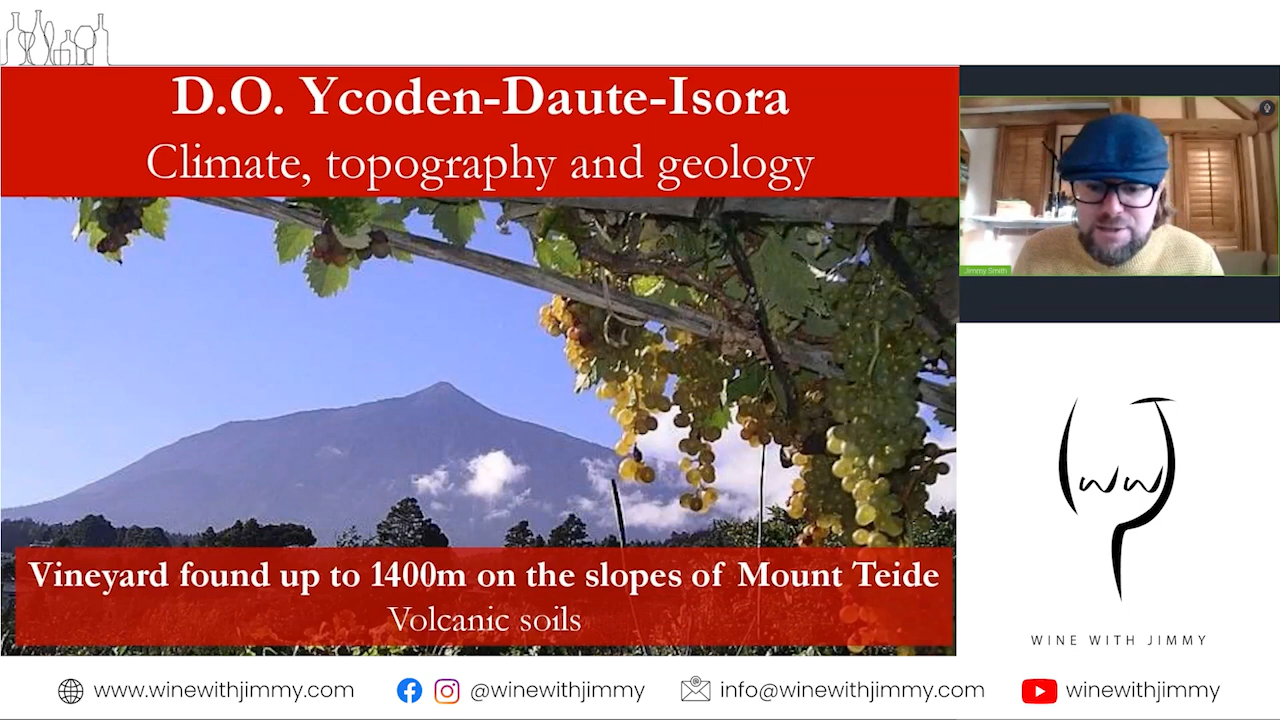 D.O. Ycoden-Daute-Isora
Climate, topography and geology
Jimmy Smith
Vineyard found up to 1400m on the slopes of Mount Teide
Volcanic soils
WINE WITH JIMMY
www.winewithjimmy.com
@winewithjimmy
info@winewithjimmy.com
winewithjimmy